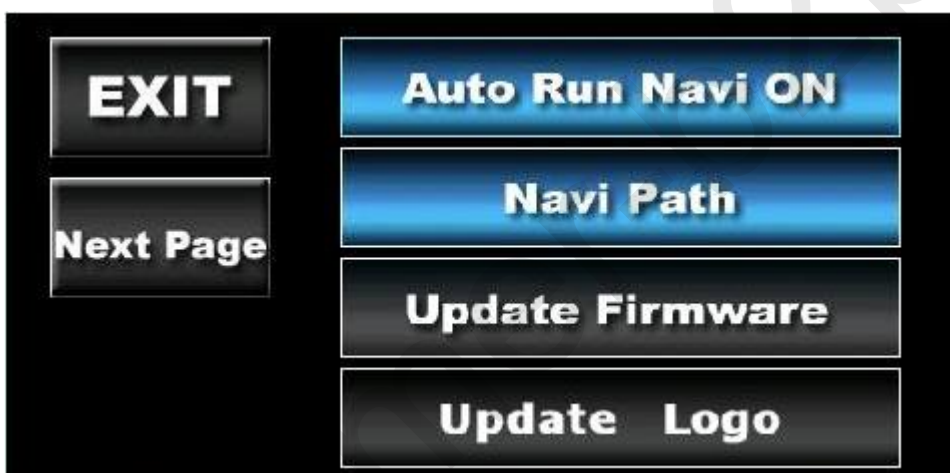 EXIT
Next Page
Auto Run Navi ON
Navi Path
Update Firmware
Update Logo